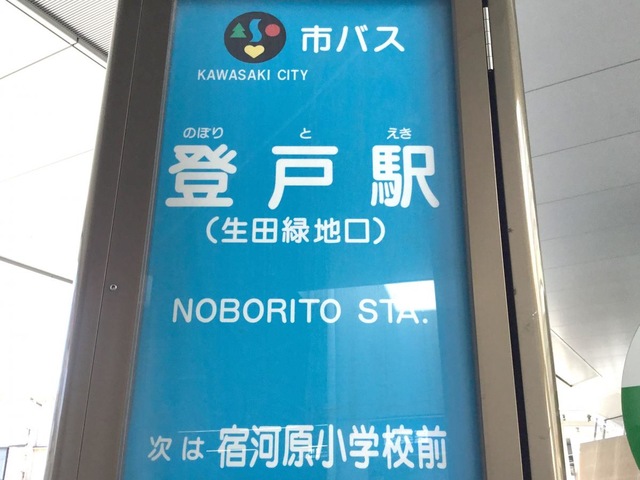 市バス
KAWASAKI CITY
のぼり と えき
登戸駅
(生田緑地口)
NOBORITO STA.
次は 宿河原小学校前